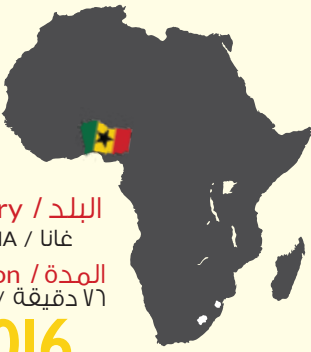 البلد / ry
غانا / IA
المدة / on
٧٦ دقيقة /
016